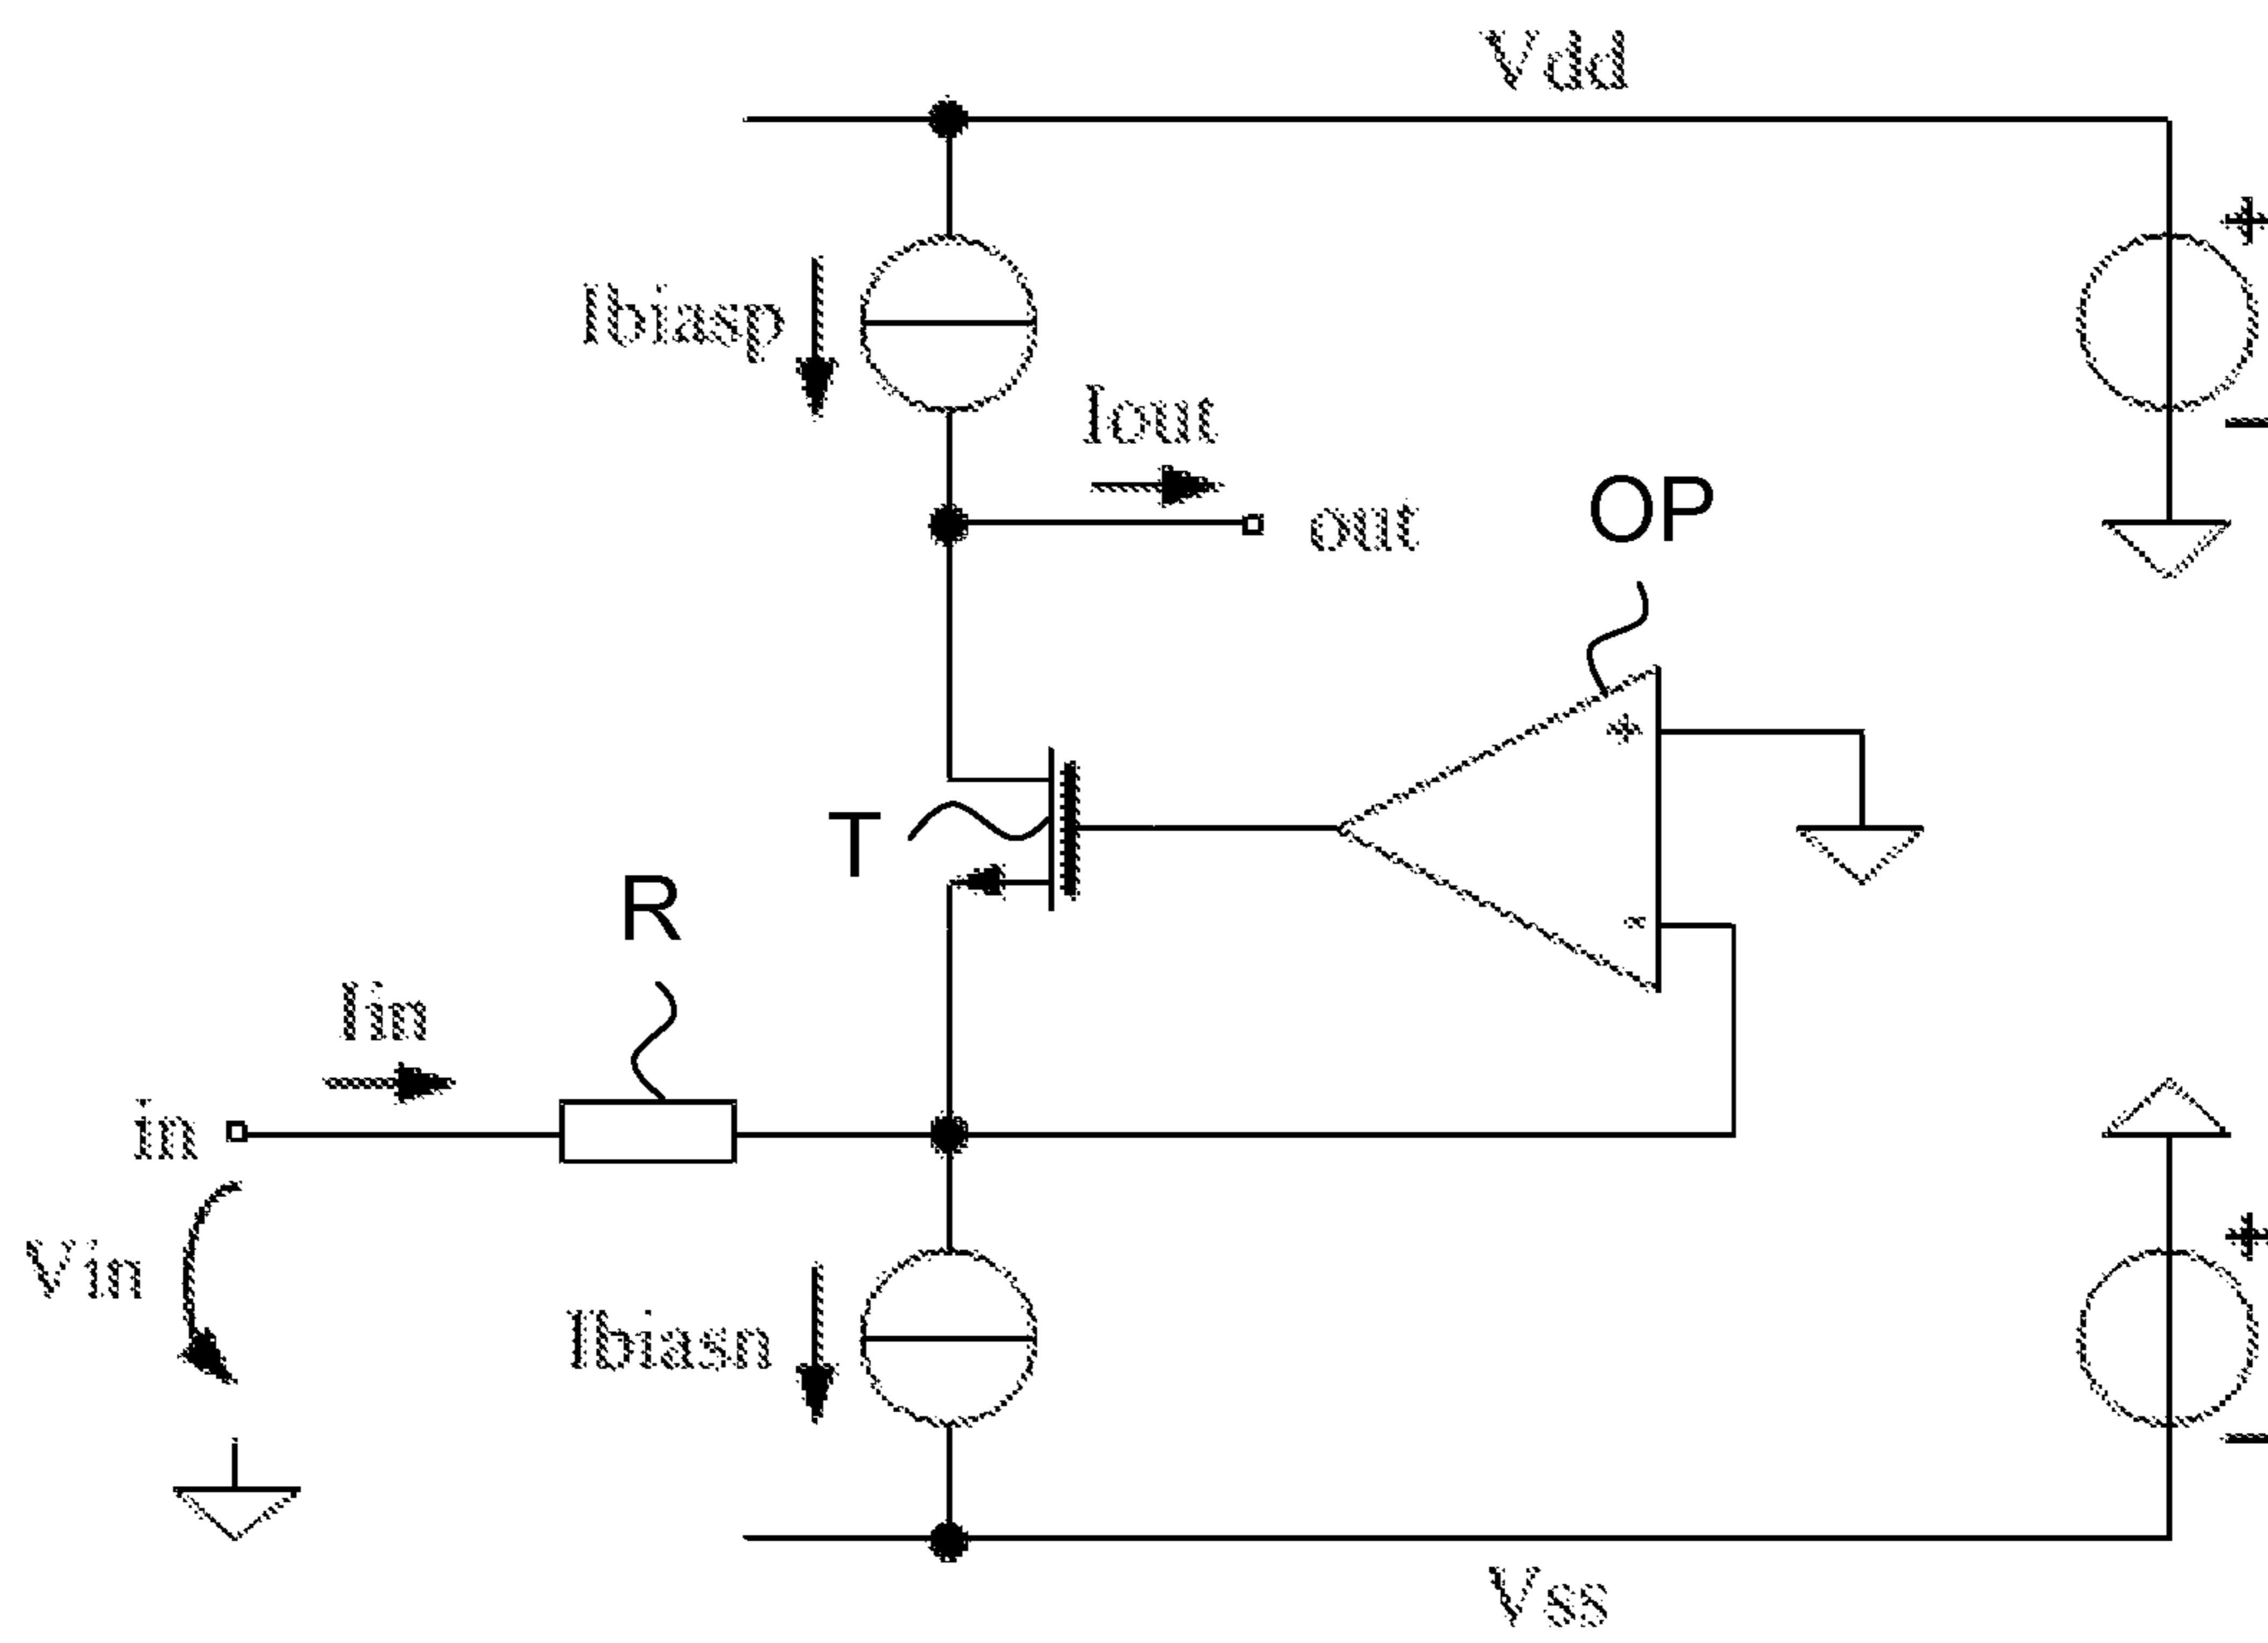 Vdd
+
Ibiasp
Iout
-
OP
out
+
T
R
-
Iin
in
+
Vin
Ibiasn
-
Vss